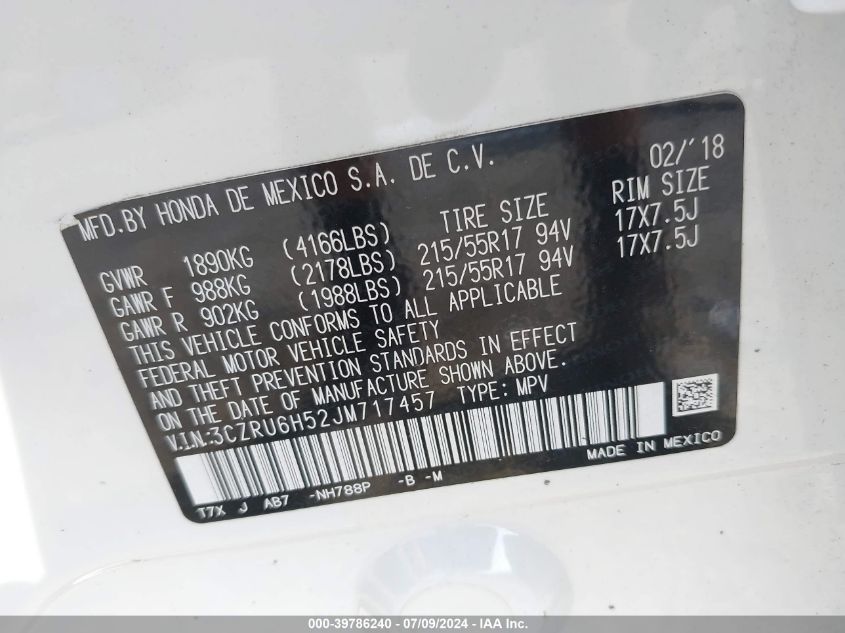 MFD.BY HONDA DE MEXICO S.A. DE C.V. 02/'18
TIRE SIZE RIM SIZE
GVWR 1890KG (4166LBS)
GAWR F 988KG (2178LBS) 215/55R17 94V 17X7.5J
GAWR R 902KG (1988LBS) 215/55R17 94V 17X7.5J
THIS VEHICLE CONFORMS TO ALL APPLICABLE
FEDERAL MOTOR VEHICLE SAFETY
AND THEFT PREVENTION STANDARDS IN EFFECT
ON THE DATE OF MANUFACTURE SHOWN ABOVE.
V.I.N:3CZRU6H52JM717457 TYPE: MPV
T7X J AB7 -NH788P -B -M MADE IN MEXICO
000-39786240 - 07/09/2024 - IAA Inc.